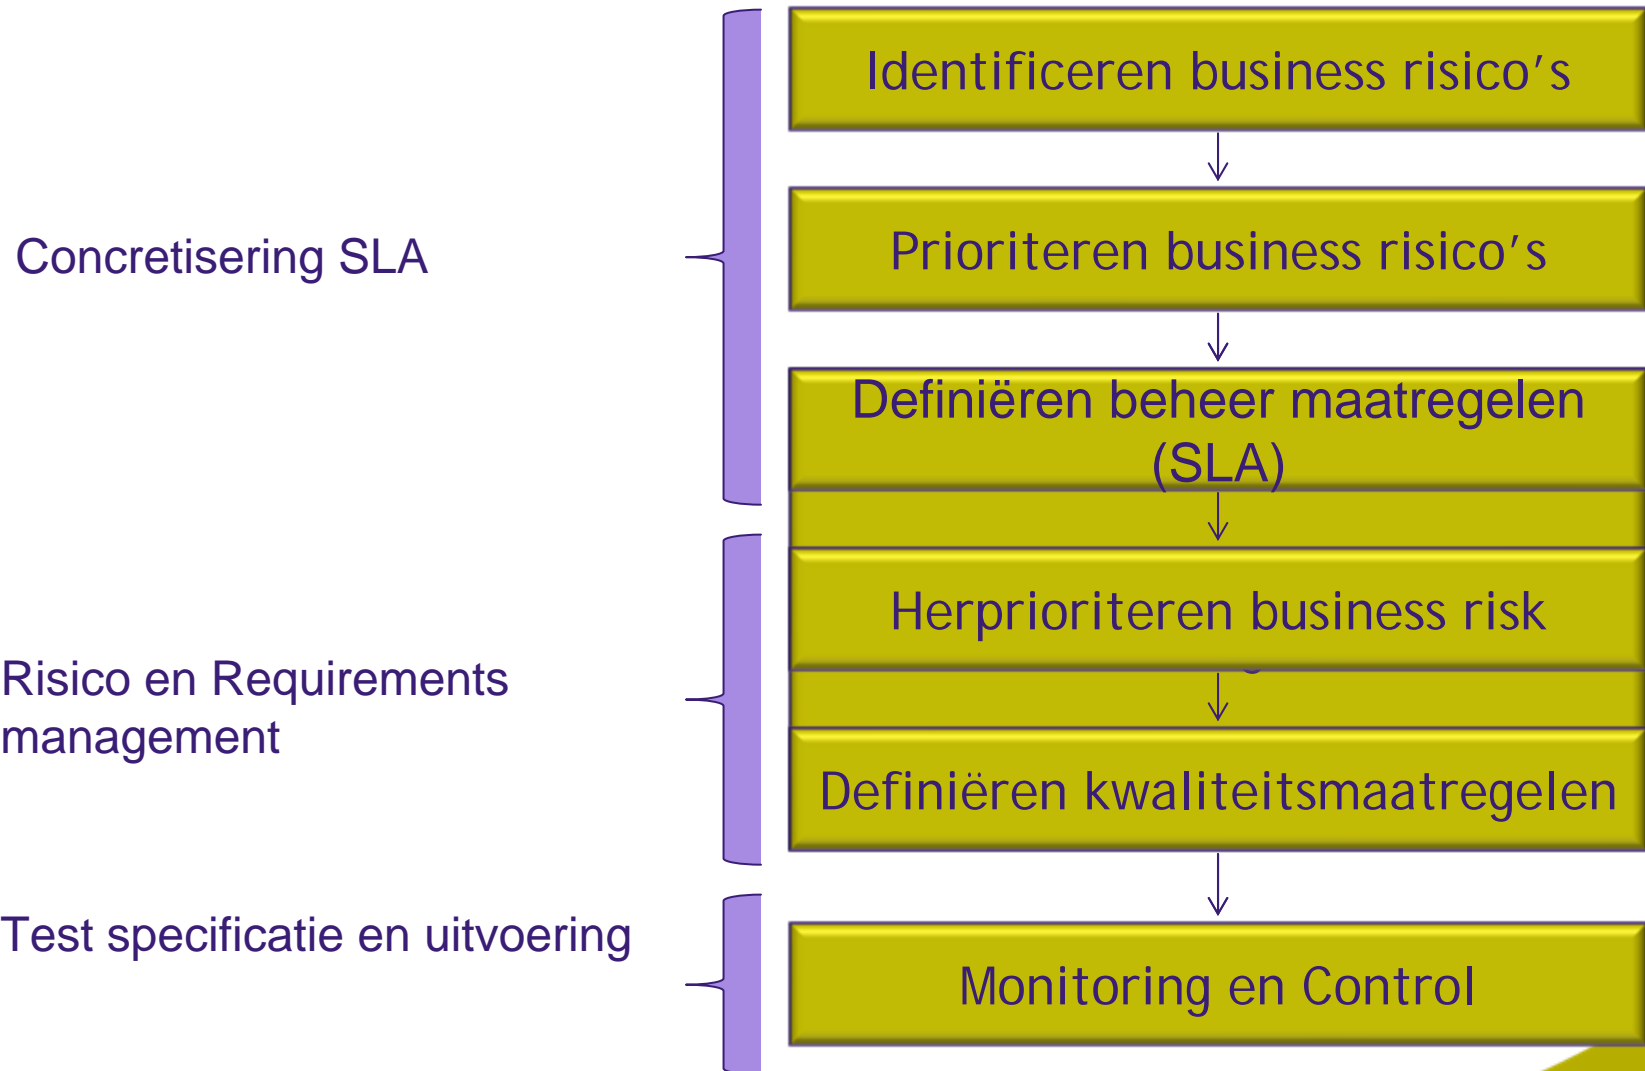 Identificeren business risico’s
Concretisering SLA
Prioriteren business risico’s
Definiëren beheer maatregelen
(SLA)
Herprioriteren business risk
Risico en Requirements
management
Definiëren kwaliteitsmaatregelen
Test specificatie en uitvoering
Monitoring en Control